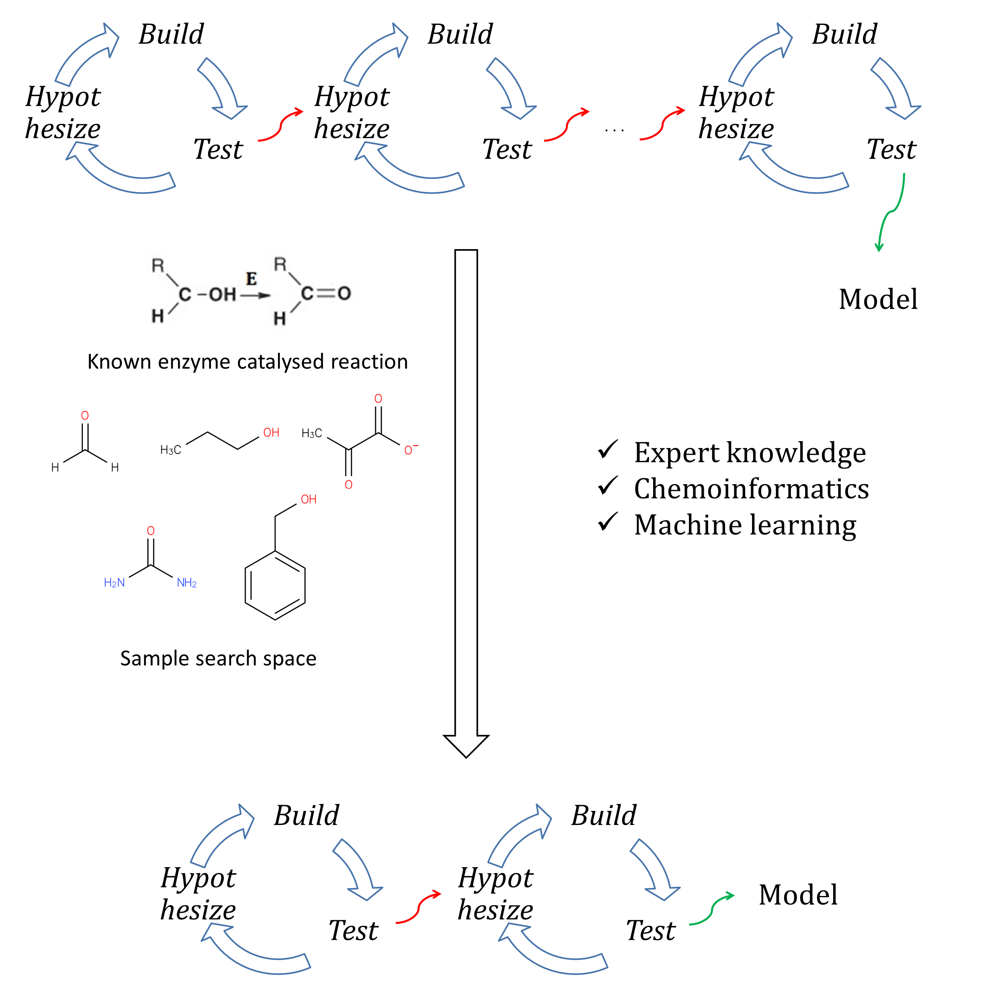 Build
Build
Build
Hypot
hesize
Hypot
hesize
Hypot
hesize
Test
Test
...
Test
Model
R
C-OH
H
E
R
C=O
H
Known enzyme catalysed reaction
O
H
H
H₃C
OH
H₃C
O
O⁻
O
O
H₂N
NH₂
OH
Sample search space
Expert knowledge
Chemoinformatics
Machine learning
Build
Build
Hypot
hesize
Hypot
hesize
Test
Test
Model